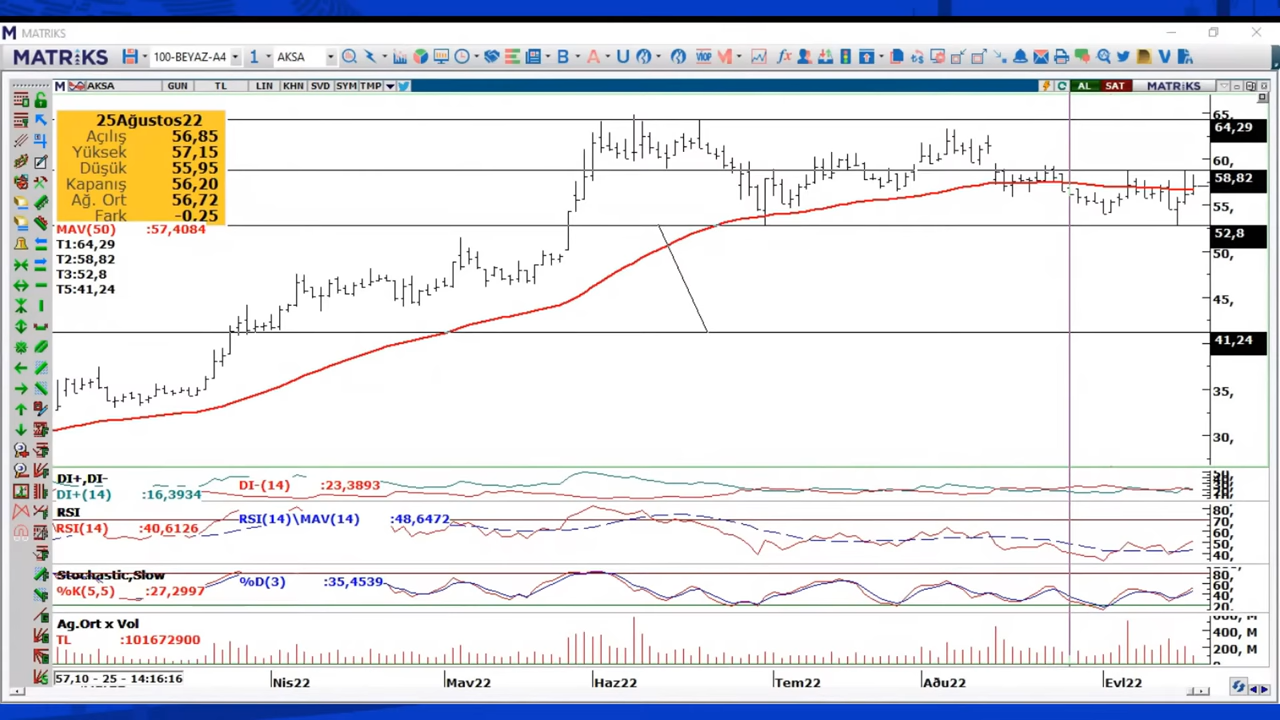 MATRIKS
MATRIKS 100-BEYAZ-A4 1 AKSA B A U VIOP M fx V
M AKSA GUN TL LIN KHN SVD SYM TMP AL SAT MATRIKS
25Ağustos22
Açılış 56,85
Yüksek 57,15
Düşük 55,95
Kapanış 56,20
Ağ. Ort 56,72
Fark -0,25
MAV(50) :57,4084
T1:64,29
T2:58,82
T3:52,8
T5:41,24
65,
64,29
60,
58,82
55,
52,8
50,
45,
41,24
35,
30,
DI+,DI-
DI+(14) :16,3934
DI-(14) :23,3893
RSI
RSI(14) :40,6126
RSI(14)\MAV(14) :48,6472
80,
70,
60,
50,
40,
Stochastic,Slow
%K(5,5) :27,2997
%D(3) :35,4539
80,
60,
40,
20,
Ag.Ort x Vol
TL :101672900
400, M
200, M
57,10 - 25 - 14:16:16
Nis22 May22 Haz22 Tem22 Aðu22 Evl22